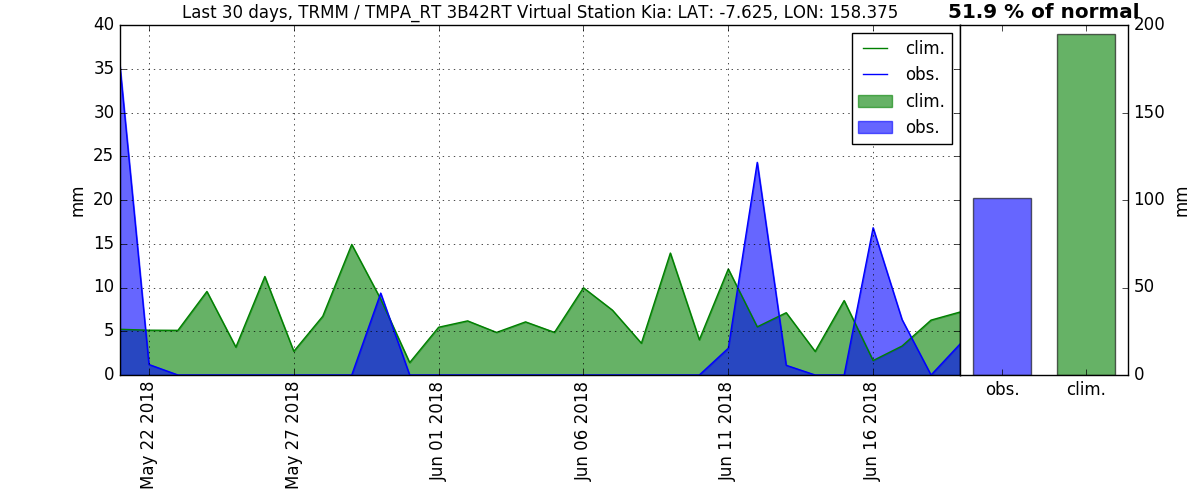 Last 30 days, TRMM / TMPA_RT 3B42RT Virtual Station Kia: LAT: -7.625, LON: 158.375
51.9 % of normal
40
35
30
25
20
15
10
5
0
mm
clim.
obs.
clim.
obs.
May 22 2018
May 27 2018
Jun 01 2018
Jun 06 2018
Jun 11 2018
Jun 16 2018
200
150
100
50
0
mm
obs.
clim.